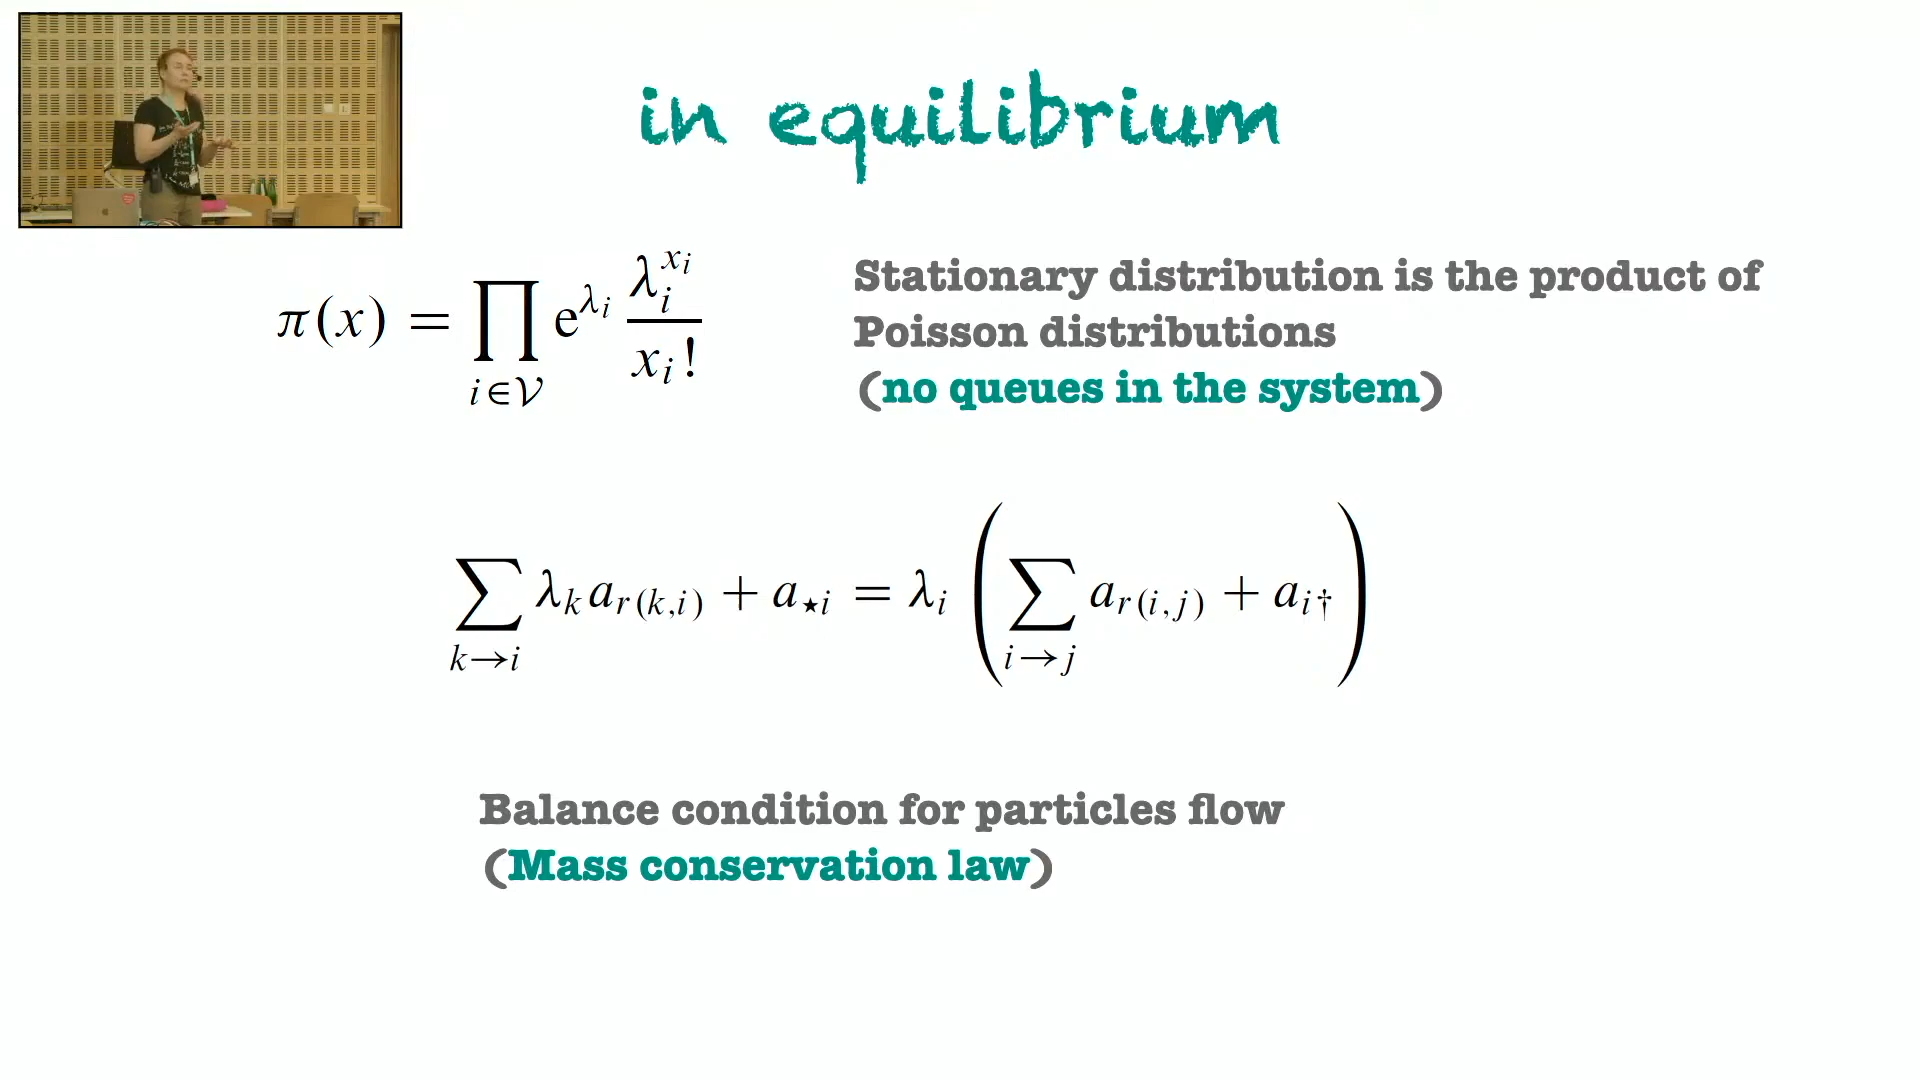 in equilibrium
π(x) = ∏_{i∈𝒱} e^{λ_i} \frac{λ_i^{x_i}}{x_i!}
Stationary distribution is the product of
Poisson distributions
(no queues in the system)
∑_{k→i} λ_k a_{r(k,i)} + a_{⋆i} = λ_i (∑_{i→j} a_{r(i,j)} + a_{i†})
Balance condition for particles flow
(Mass conservation law)